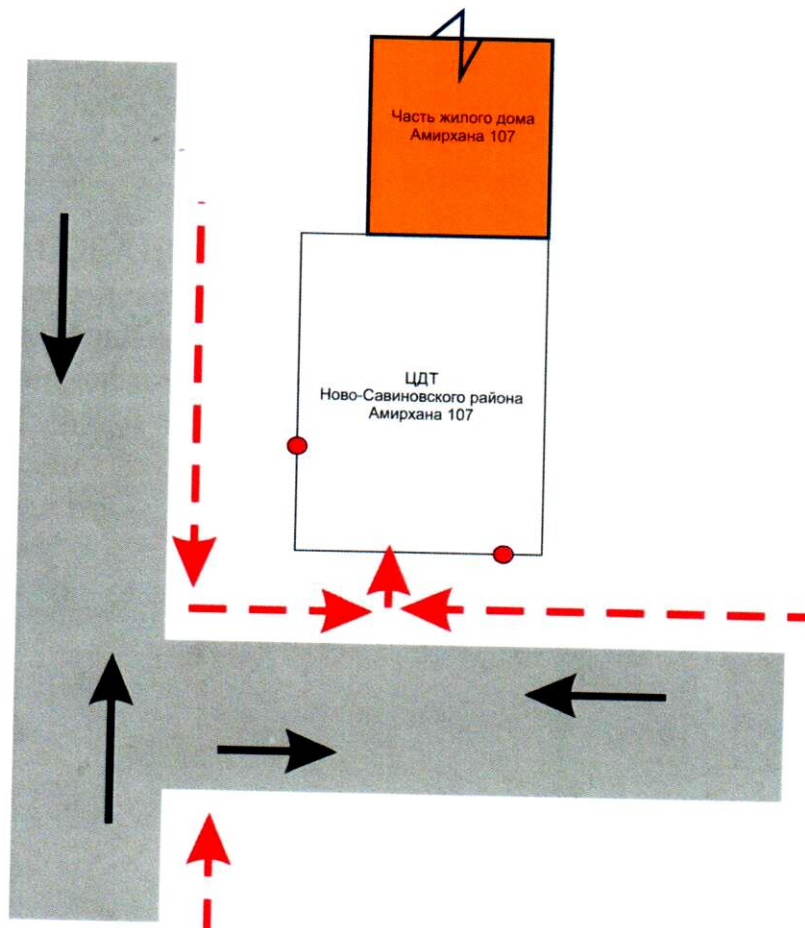 Часть жилого дома
Амирхана 107
ЦДТ
Ново-Савиновского района
Амирхана 107